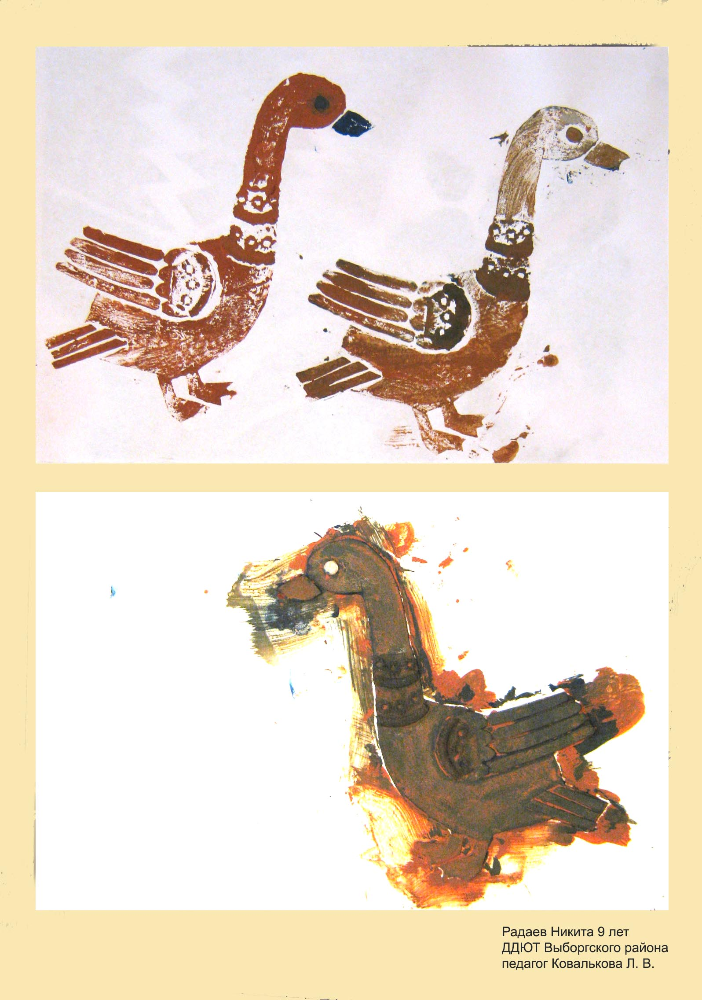 Радаев Никита 9 лет
ДДЮТ Выборгского района
педагог Ковалькова Л. В.